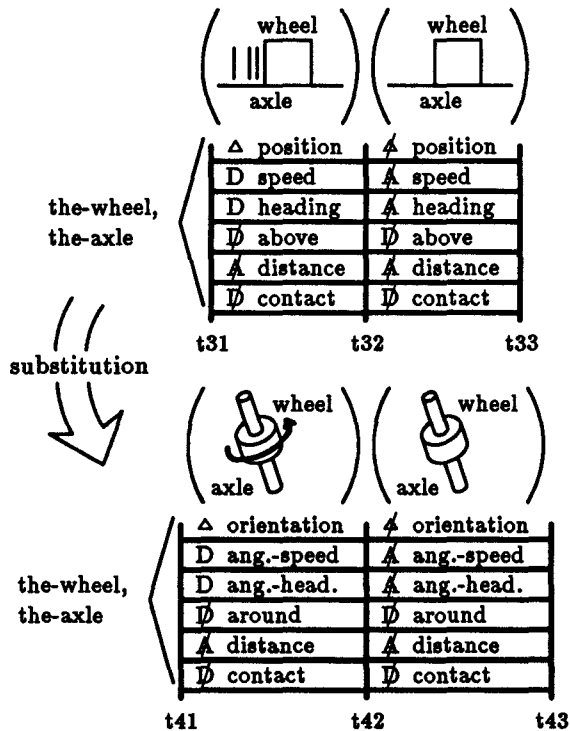 wheel wheel
axle axle
△ position △̸ position
D speed A̸ speed
D heading A̸ heading
the-wheel,
the-axle
D̸ above D̸ above
A̸ distance A̸ distance
D̸ contact D̸ contact
t31 t32 t33
substitution
wheel wheel
axle axle
△ orientation △̸ orientation
D ang.-speed A̸ ang.-speed
D ang.-head. A̸ ang.-head.
the-wheel,
the-axle
D̸ around D̸ around
A̸ distance A̸ distance
D̸ contact D̸ contact
t41 t42 t43